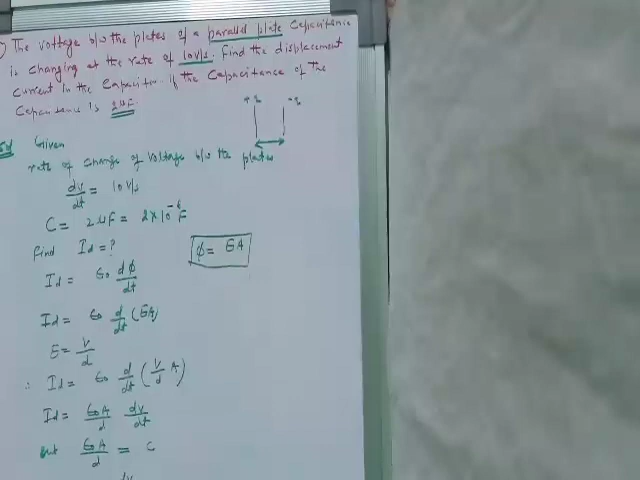 The voltage b/w the plates of a parallel plate capacitance
is changing at the rate of 10V/s. Find the displacement
current in the capacitor if the capacitance of the
is 2μF
+q -q
Given
rate of change of voltage b/w the plates
dv/dt = 10V/s
C = 2μF = 2×10^-6 F
find Id = ?
φ = EA
Id = ε0 dφ/dt
Id = ε0 d/dt (EA)
E = V/d
∴ Id = ε0 d/dt (V/d A)
Id = ε0A/d dv/dt
but ε0A/d = C
dv